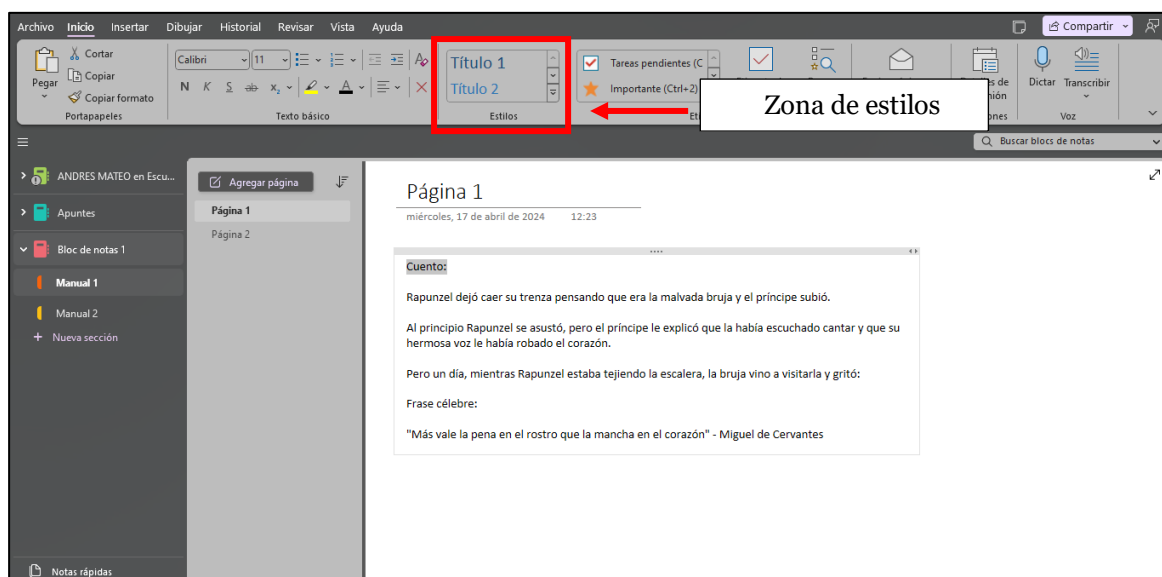 Archivo Inicio Insertar Dibujar Historial Revisar Vista Ayuda
Compartir
Pegar
Cortar
Copiar
Copiar formato
Portapapeles
Calibri 11
N K S ab x₂ A
Texto básico
Título 1
Título 2
Estilos
Tareas pendientes (C
Importante (Ctrl+2)
Zona de estilos
Dictar Transcribir
Voz
Buscar blocs de notas
ANDRES MATEO en Escu...
Apuntes
Bloc de notas 1
Manual 1
Manual 2
+ Nueva sección
Notas rápidas
Agregar página
Página 1
Página 2
Página 1
miércoles, 17 de abril de 2024 12:23
Cuento:
Rapunzel dejó caer su trenza pensando que era la malvada bruja y el príncipe subió.
Al principio Rapunzel se asustó, pero el príncipe le explicó que la había escuchado cantar y que su
hermosa voz le había robado el corazón.
Pero un día, mientras Rapunzel estaba tejiendo la escalera, la bruja vino a visitarla y gritó:
Frase célebre:
"Más vale la pena en el rostro que la mancha en el corazón" - Miguel de Cervantes